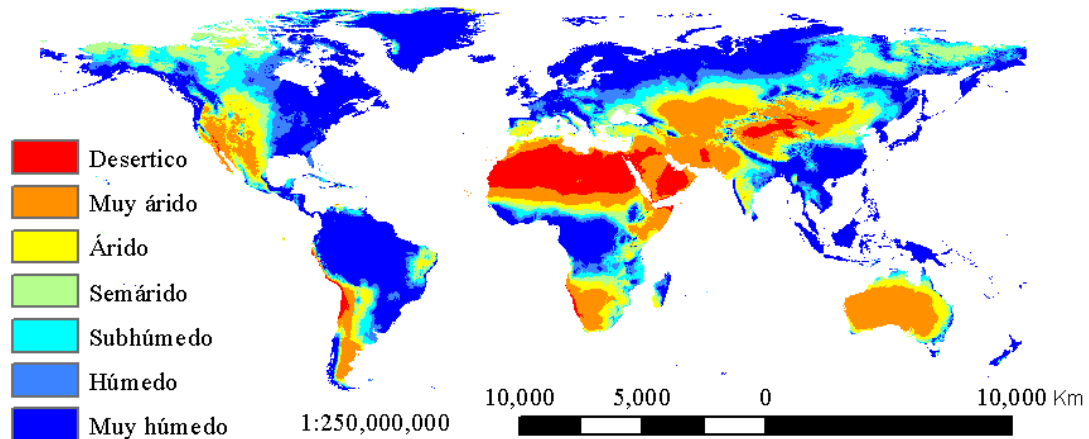 Desertico
Muy árido
Árido
Semárido
Subhúmedo
Húmedo
Muy húmedo
1:250,000,000
10,000 5,000 0 10,000 Km